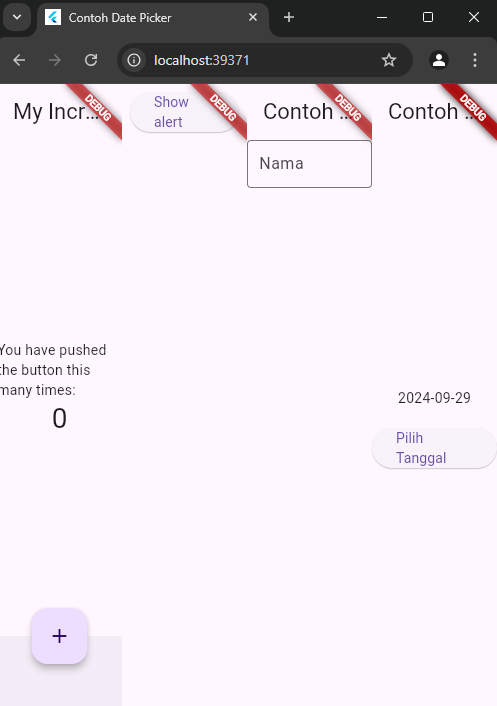 Contoh Date Picker
localhost:39371
My Incr...
DEBUG
Show
alert
DEBUG
Contoh ...
DEBUG
Contoh ...
DEBUG
Nama
You have pushed
the button this
many times:
0
2024-09-29
Pilih
Tanggal
+